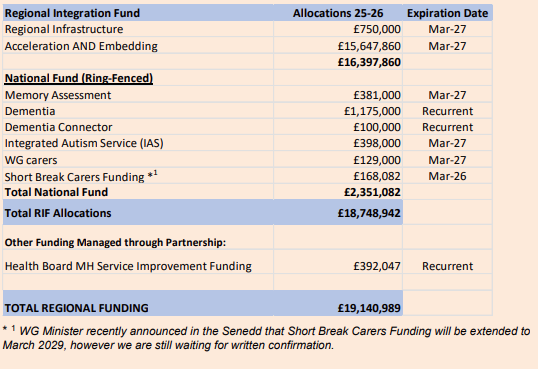 Regional Integration Fund Allocations 25-26 Expiration Date
Regional Infrastructure £750,000 Mar-27
Acceleration AND Embedding £15,647,860 Mar-27
£16,397,860
National Fund (Ring-Fenced)
Memory Assessment £381,000 Mar-27
Dementia £1,175,000 Recurrent
Dementia Connector £100,000 Recurrent
Integrated Autism Service (IAS) £398,000 Mar-27
WG carers £129,000 Mar-27
Short Break Carers Funding *1 £168,082 Mar-26
Total National Fund £2,351,082
Total RIF Allocations £18,748,942
Other Funding Managed through Partnership:
Health Board MH Service Improvement Funding £392,047 Recurrent
TOTAL REGIONAL FUNDING £19,140,989
* 1 WG Minister recently announced in the Senedd that Short Break Carers Funding will be extended to
March 2029, however we are still waiting for written confirmation.